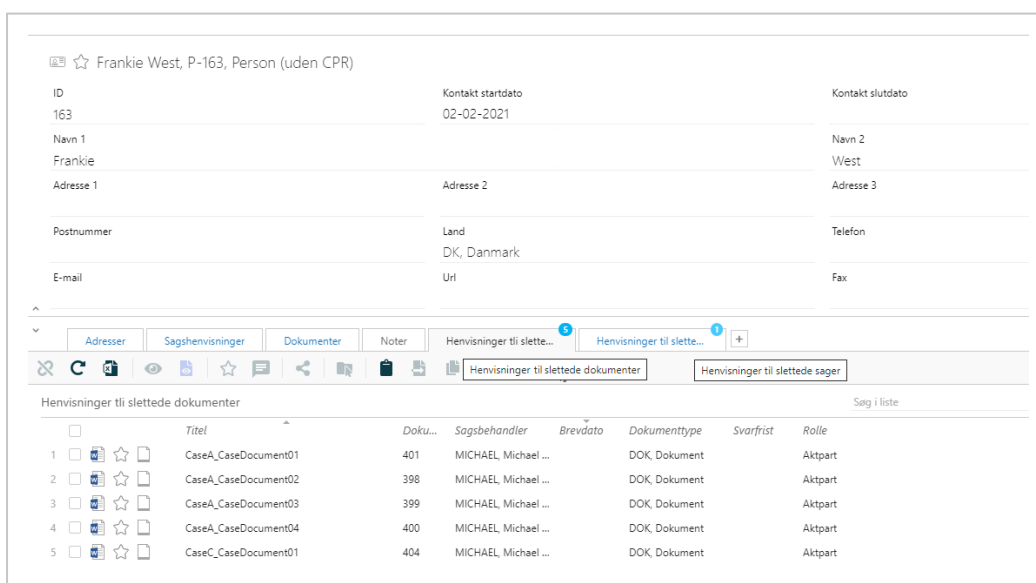 Frankie West, P-163, Person (uden CPR)
ID Kontakt startdato Kontakt slutdato
163 02-02-2021
Navn 1 Navn 2
Frankie West
Adresse 1 Adresse 2 Adresse 3
Postnummer Land Telefon
DK, Danmark
E-mail Url Fax
5 1
Adresser Sagshenvisninger Dokumenter Noter Henvisninger tli slette... Henvisninger til slette... +
Henvisninger til slettede dokumenter Henvisninger til slettede sager
Henvisninger tli slettede dokumenter Søg i liste
Titel Doku... Sagsbehandler Brevdato Dokumenttype Svarfrist Rolle
1 CaseA_CaseDocument01 401 MICHAEL, Michael ... DOK, Dokument Aktpart
2 CaseA_CaseDocument02 398 MICHAEL, Michael ... DOK, Dokument Aktpart
3 CaseA_CaseDocument03 399 MICHAEL, Michael ... DOK, Dokument Aktpart
4 CaseA_CaseDocument04 400 MICHAEL, Michael ... DOK, Dokument Aktpart
5 CaseC_CaseDocument01 404 MICHAEL, Michael ... DOK, Dokument Aktpart